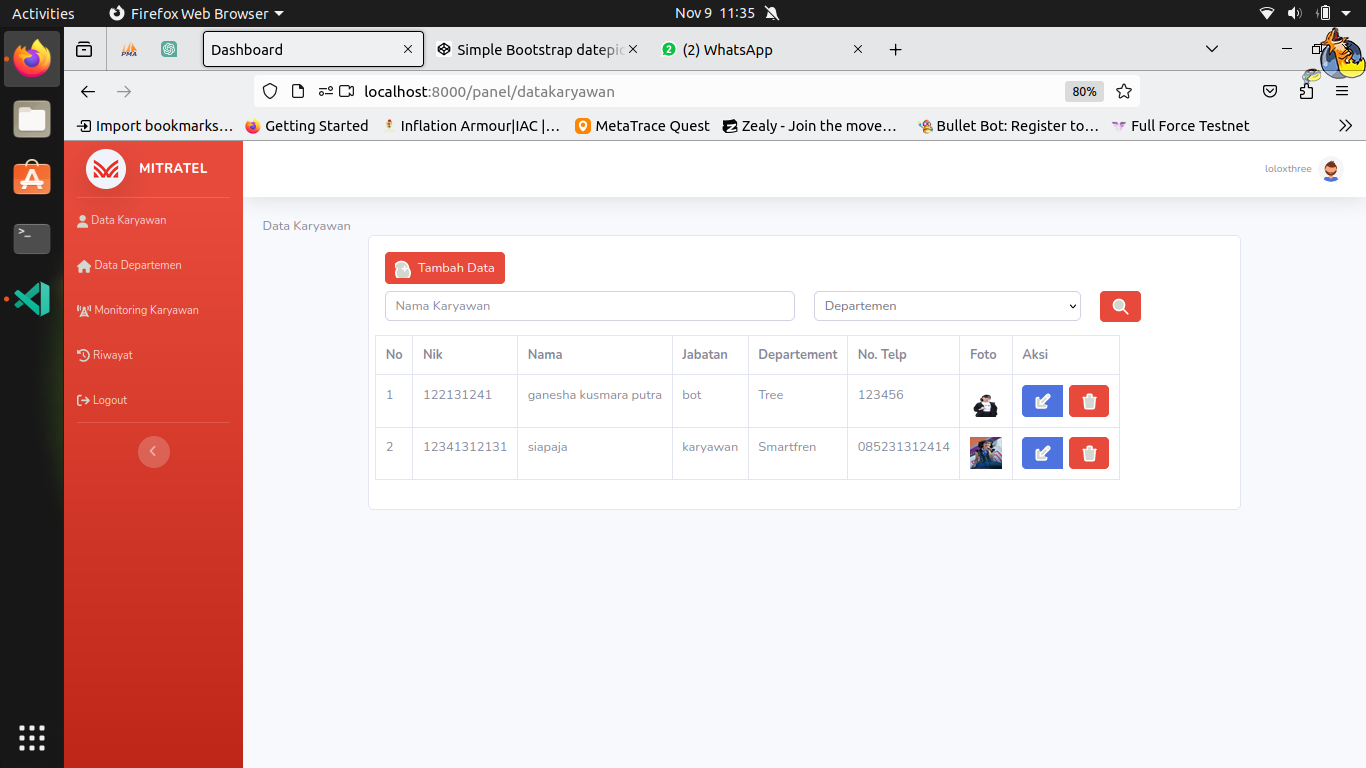 Activities Firefox Web Browser Nov 9 11:35
PMA Dashboard Simple Bootstrap datepic 2 (2) WhatsApp
localhost:8000/panel/datakaryawan 80%
Import bookmarks… Getting Started Inflation Armour|IAC |… MetaTrace Quest Zealy - Join the move… Bullet Bot: Register to… Full Force Testnet
MITRATEL
loloxthree
Data Karyawan
Data Departemen
Monitoring Karyawan
Riwayat
Logout
Data Karyawan
Tambah Data
Nama Karyawan Departemen
No Nik Nama Jabatan Departement No. Telp Foto Aksi
1 122131241 ganesha kusmara putra bot Tree 123456
2 12341312131 siapaja karyawan Smartfren 085231312414